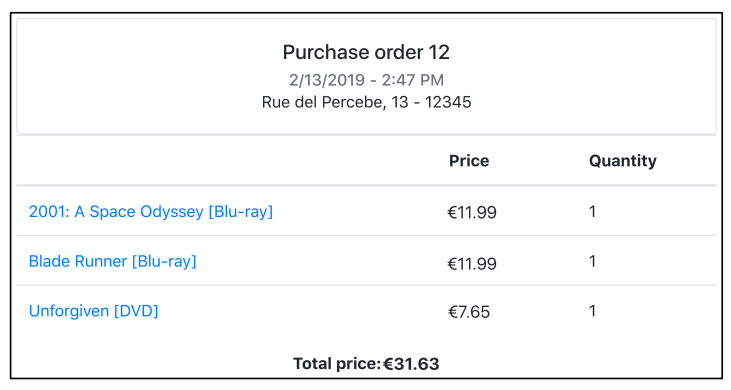 Purchase order 12
2/13/2019 - 2:47 PM
Rue del Percebe, 13 - 12345
Price Quantity
2001: A Space Odyssey [Blu-ray] €11.99 1
Blade Runner [Blu-ray] €11.99 1
Unforgiven [DVD] €7.65 1
Total price:€31.63